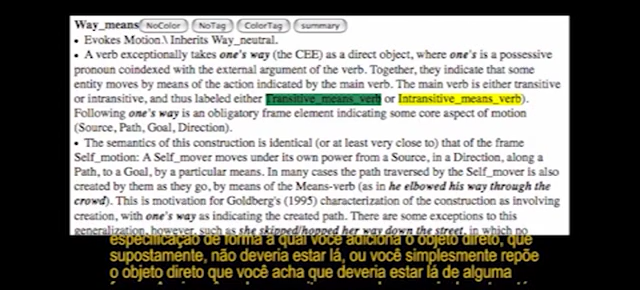 Way_means NoColor NoTag ColorTag summary
• Evokes Motion.\ Inherits Way_neutral.
• A verb exceptionally takes one's way (the CEE) as a direct object, where one's is a possessive
pronoun coindexed with the external argument of the verb. Together, they indicate that some
entity moves by means of the action indicated by the main verb. The main verb is either transitive
or intransitive, and thus labeled either Transitive_means_verb or Intransitive_means_verb).
Following one's way is an obligatory frame element indicating some core aspect of motion
(Source, Path, Goal, Direction).
• The semantics of this construction is identical (or at least very close to) that of the frame
Self_motion: A Self_mover moves under its own power from a Source, in a Direction, along a
Path, to a Goal, by a particular means. In many cases the path traversed by the Self_mover is also
created by them as they go, by means of the Means-verb (as in he elbowed his way through the
crowd). This is motivation for Goldberg's (1995) characterization of the construction as involving
creation, with one's way as indicating the created path. There are some exceptions to this
generalization, however, such as she skipped/hopped her way down the street, in which no
especificação de forma a qual você adiciona o objeto direto, que
supostamente, não deveria estar lá, ou você simplesmente repõe
o objeto direto que você acha que deveria estar lá de alguma